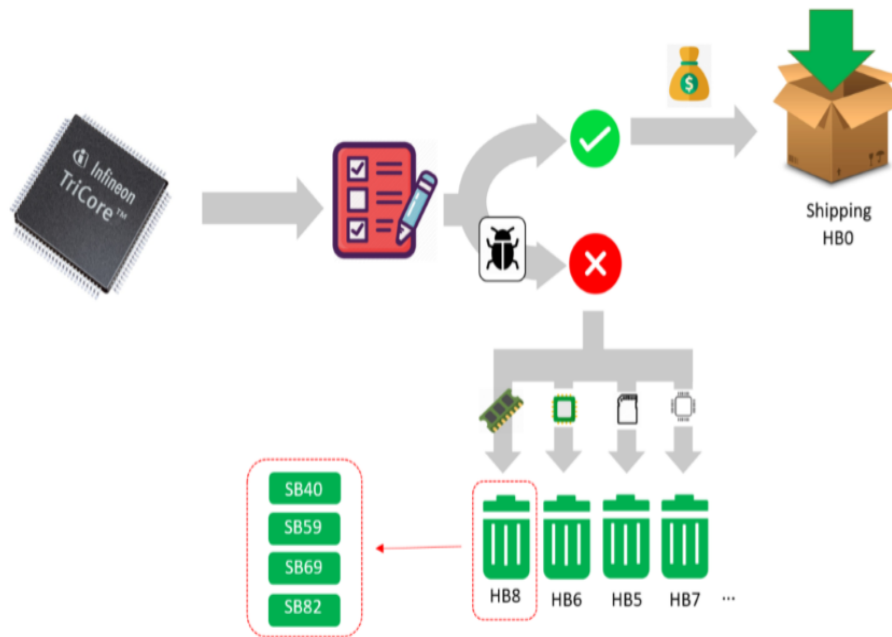 Infineon
TriCore™
$
Shipping
HB0
SB40
SB59
SB69
SB82
HB8
HB6
HB5
HB7
...